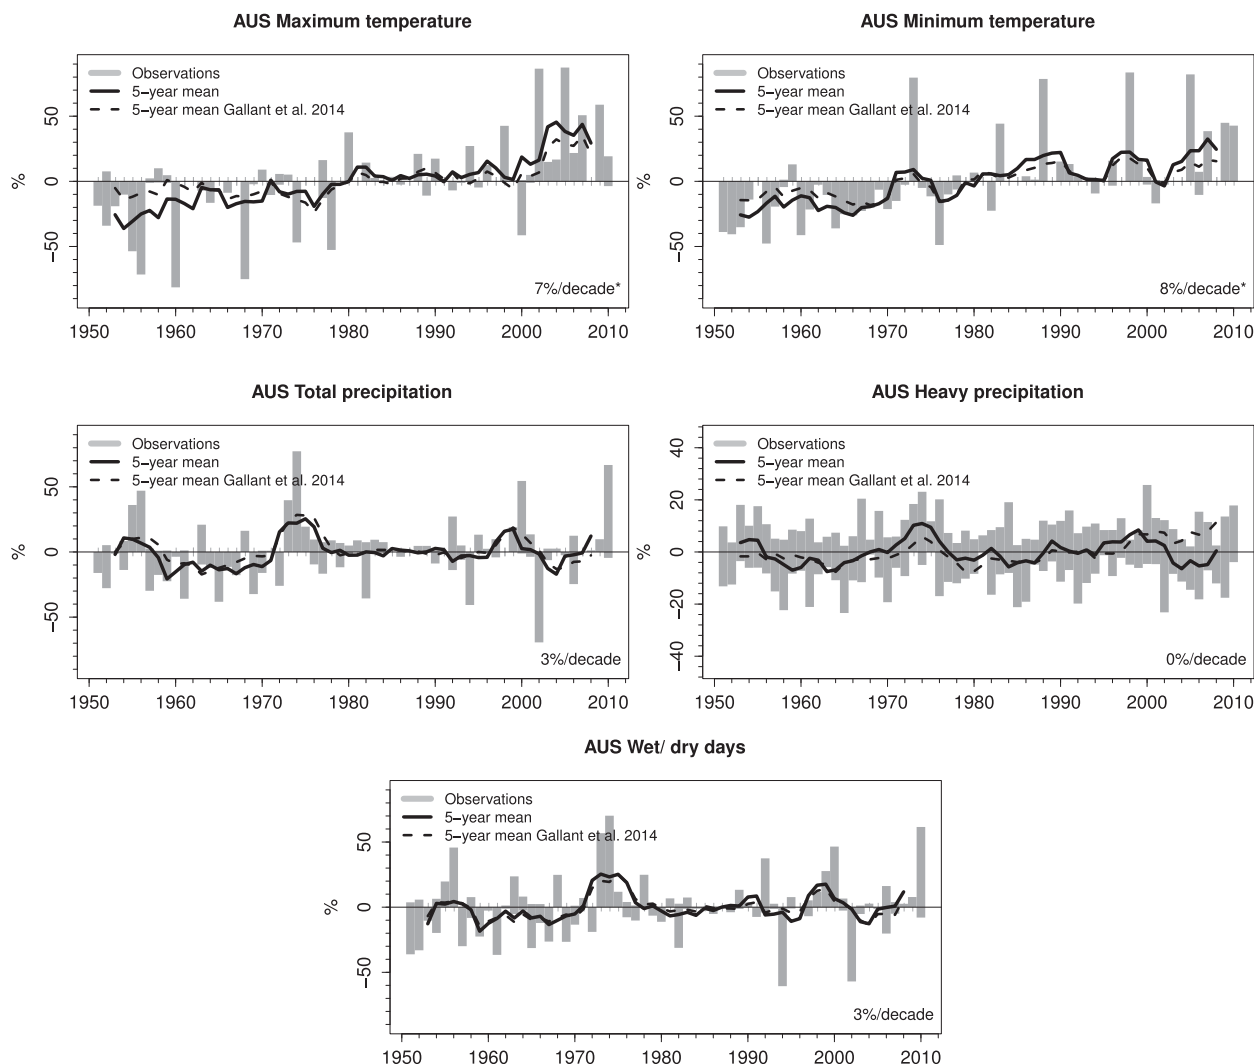 AUS Maximum temperature
AUS Minimum temperature
Observations
5−year mean
5−year mean Gallant et al. 2014
%
50
0
−50
7%/decade*
1950 1960 1970 1980 1990 2000 2010
Observations
5−year mean
5−year mean Gallant et al. 2014
%
50
0
−50
8%/decade*
1950 1960 1970 1980 1990 2000 2010
AUS Total precipitation
AUS Heavy precipitation
Observations
5−year mean
5−year mean Gallant et al. 2014
%
50
0
−50
3%/decade
1950 1960 1970 1980 1990 2000 2010
Observations
5−year mean
5−year mean Gallant et al. 2014
%
40
20
0
−20
−40
0%/decade
1950 1960 1970 1980 1990 2000 2010
AUS Wet/ dry days
Observations
5−year mean
5−year mean Gallant et al. 2014
%
50
0
−50
3%/decade
1950 1960 1970 1980 1990 2000 2010